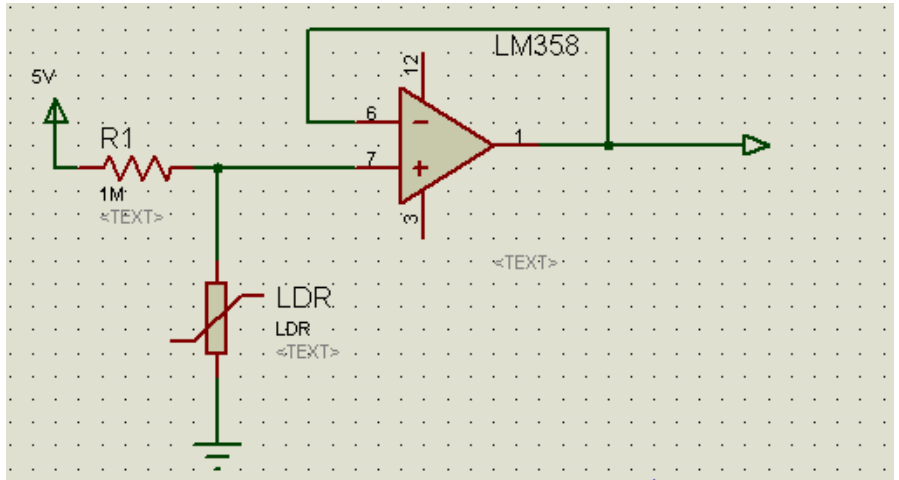 LM358
12
5V
6
R1
1
7
1M
<TEXT>
3
<TEXT>
LDR
LDR
<TEXT>